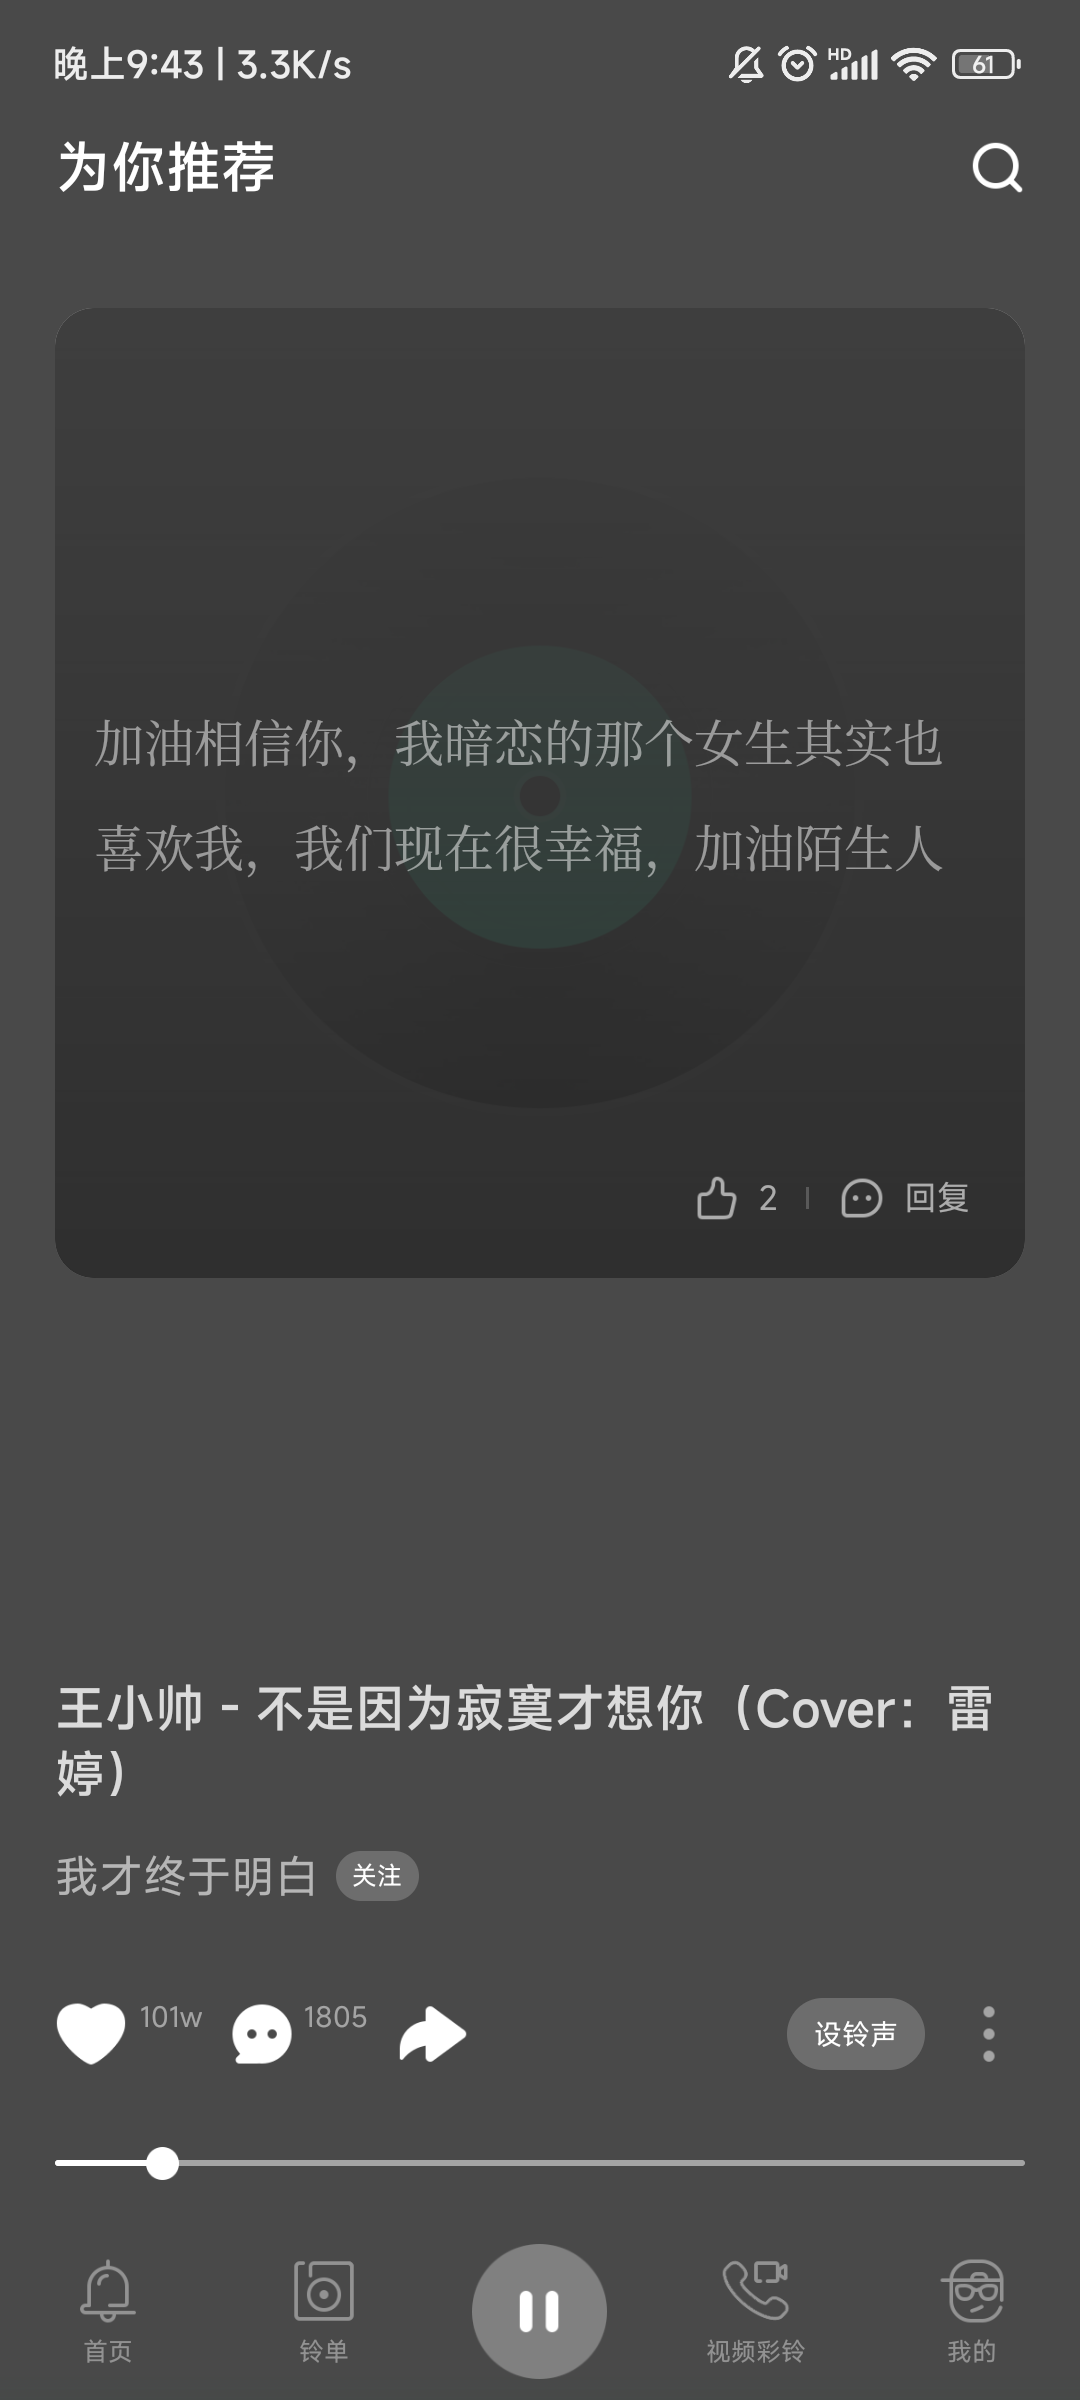 晚上9:43 | 3.3K/s
HD
61
为你推荐
加油相信你，我暗恋的那个女生其实也
喜欢我，我们现在很幸福，加油陌生人
2 | 回复
王小帅 - 不是因为寂寞才想你（Cover：雷
婷）
我才终于明白 关注
101w 1805 设铃声
首页 铃单 视频彩铃 我的